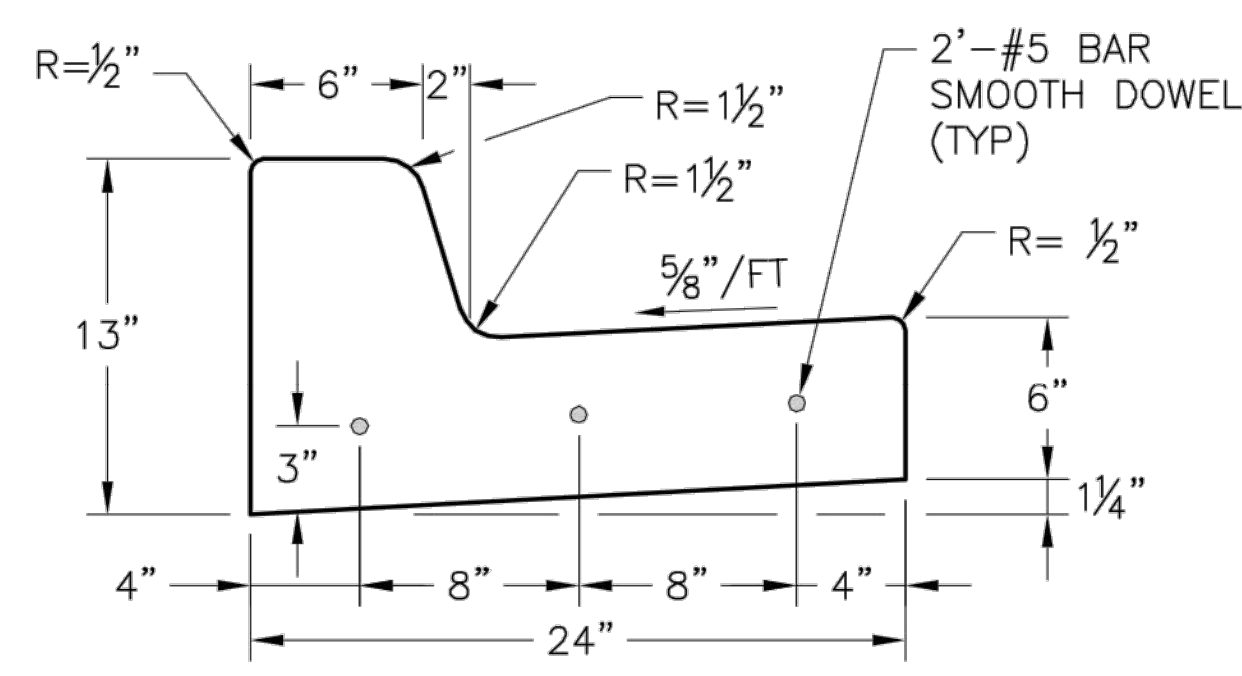 R=½”
6”
2”
2’-#5 BAR
SMOOTH DOWEL
(TYP)
R=1½”
R=1½”
R= ½”
⅝”/FT
13”
6”
3”
1¼”
4”
8”
8”
4”
24”